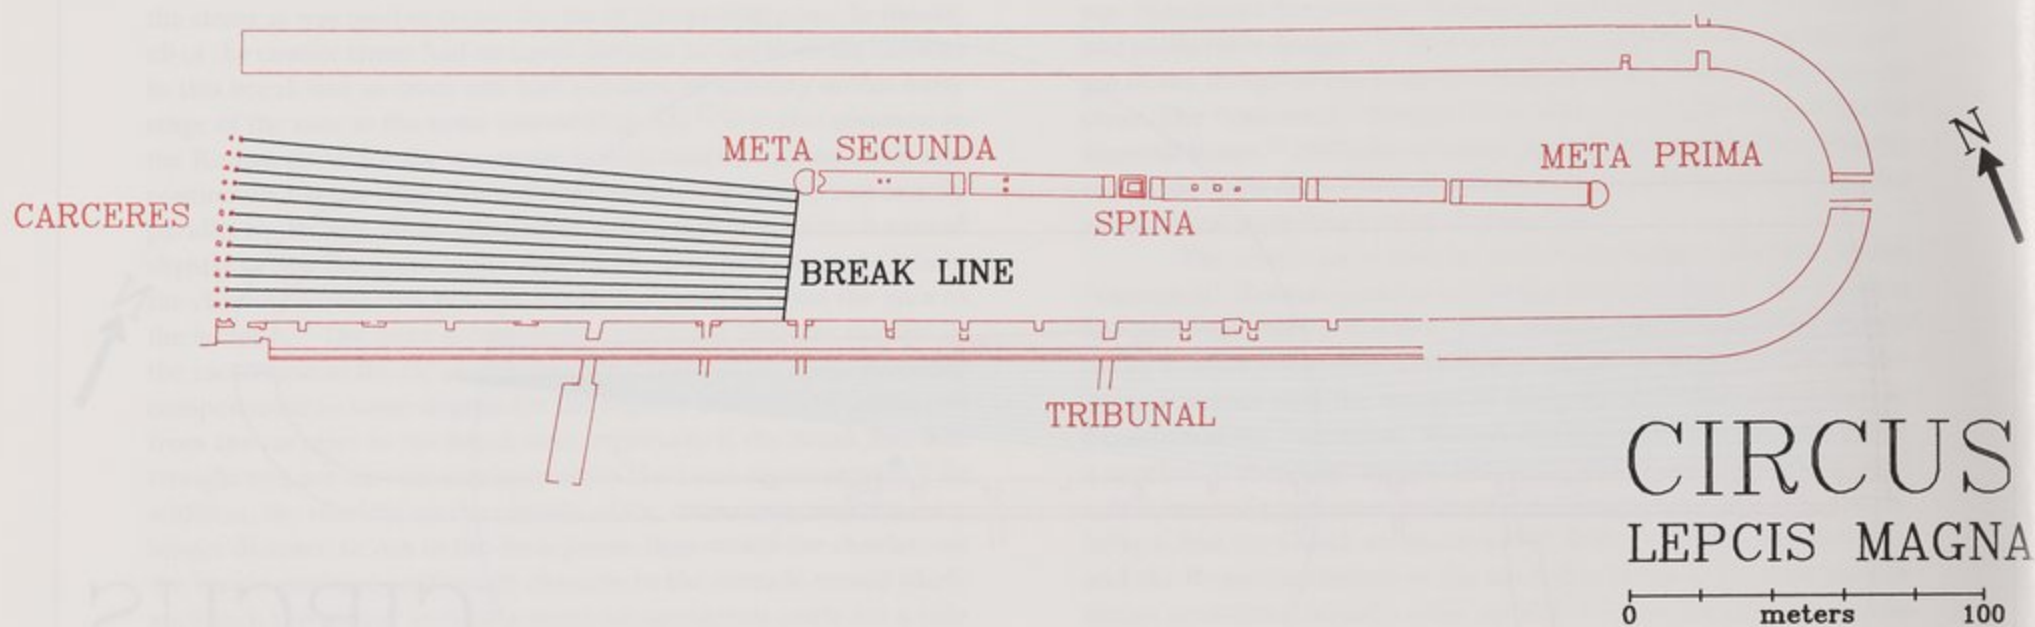 META SECUNDA
META PRIMA
N
CARCERES
SPINA
BREAK LINE
TRIBUNAL
CIRCUS
LEPCIS MAGNA
0 meters 100